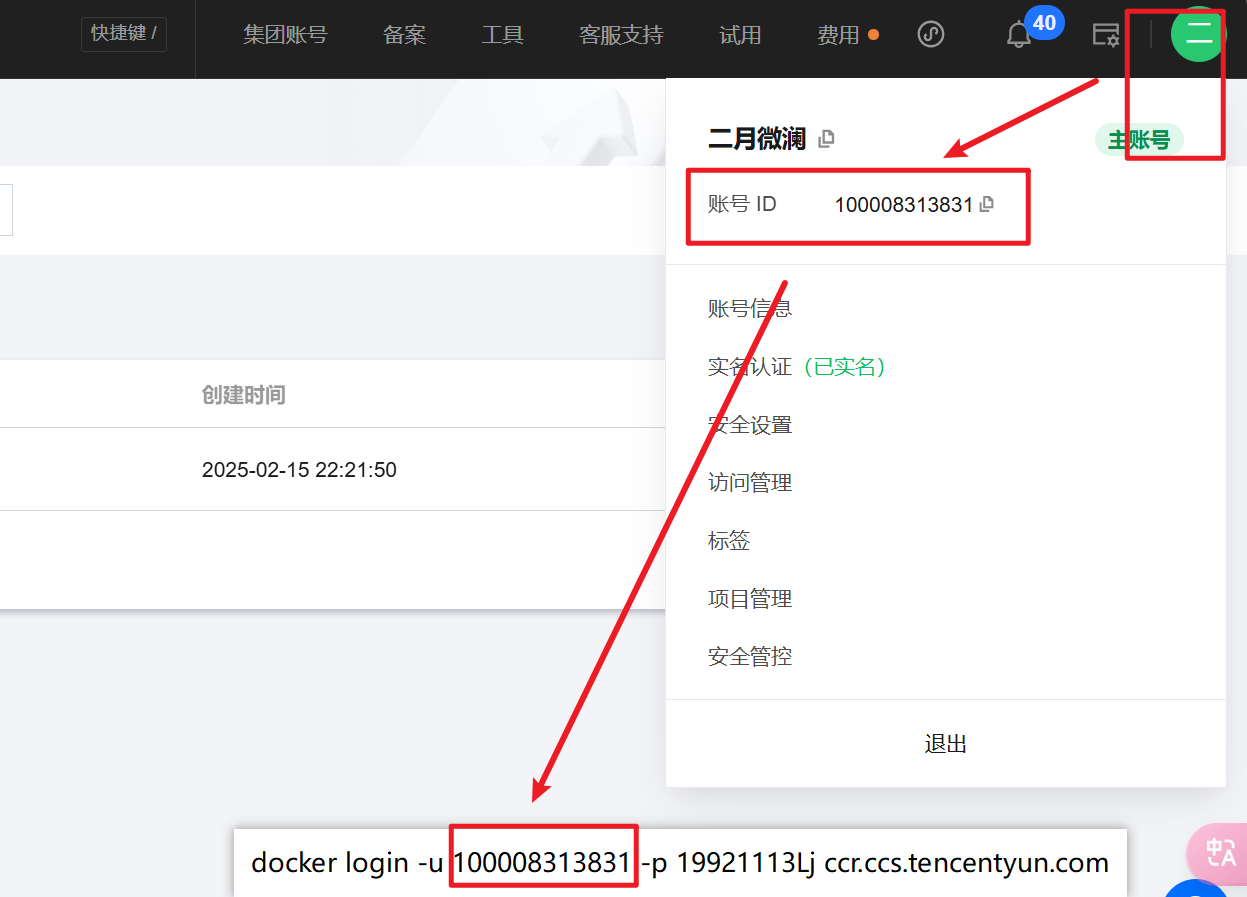 快捷键 /
集团账号
备案
工具
客服支持
试用
费用
40
二月微澜
主账号
账号 ID 100008313831
账号信息
实名认证 (已实名)
创建时间
安全设置
2025-02-15 22:21:50
访问管理
标签
项目管理
安全管控
退出
docker login -u 100008313831 -p 19921113Lj ccr.ccs.tencentyun.com
中A